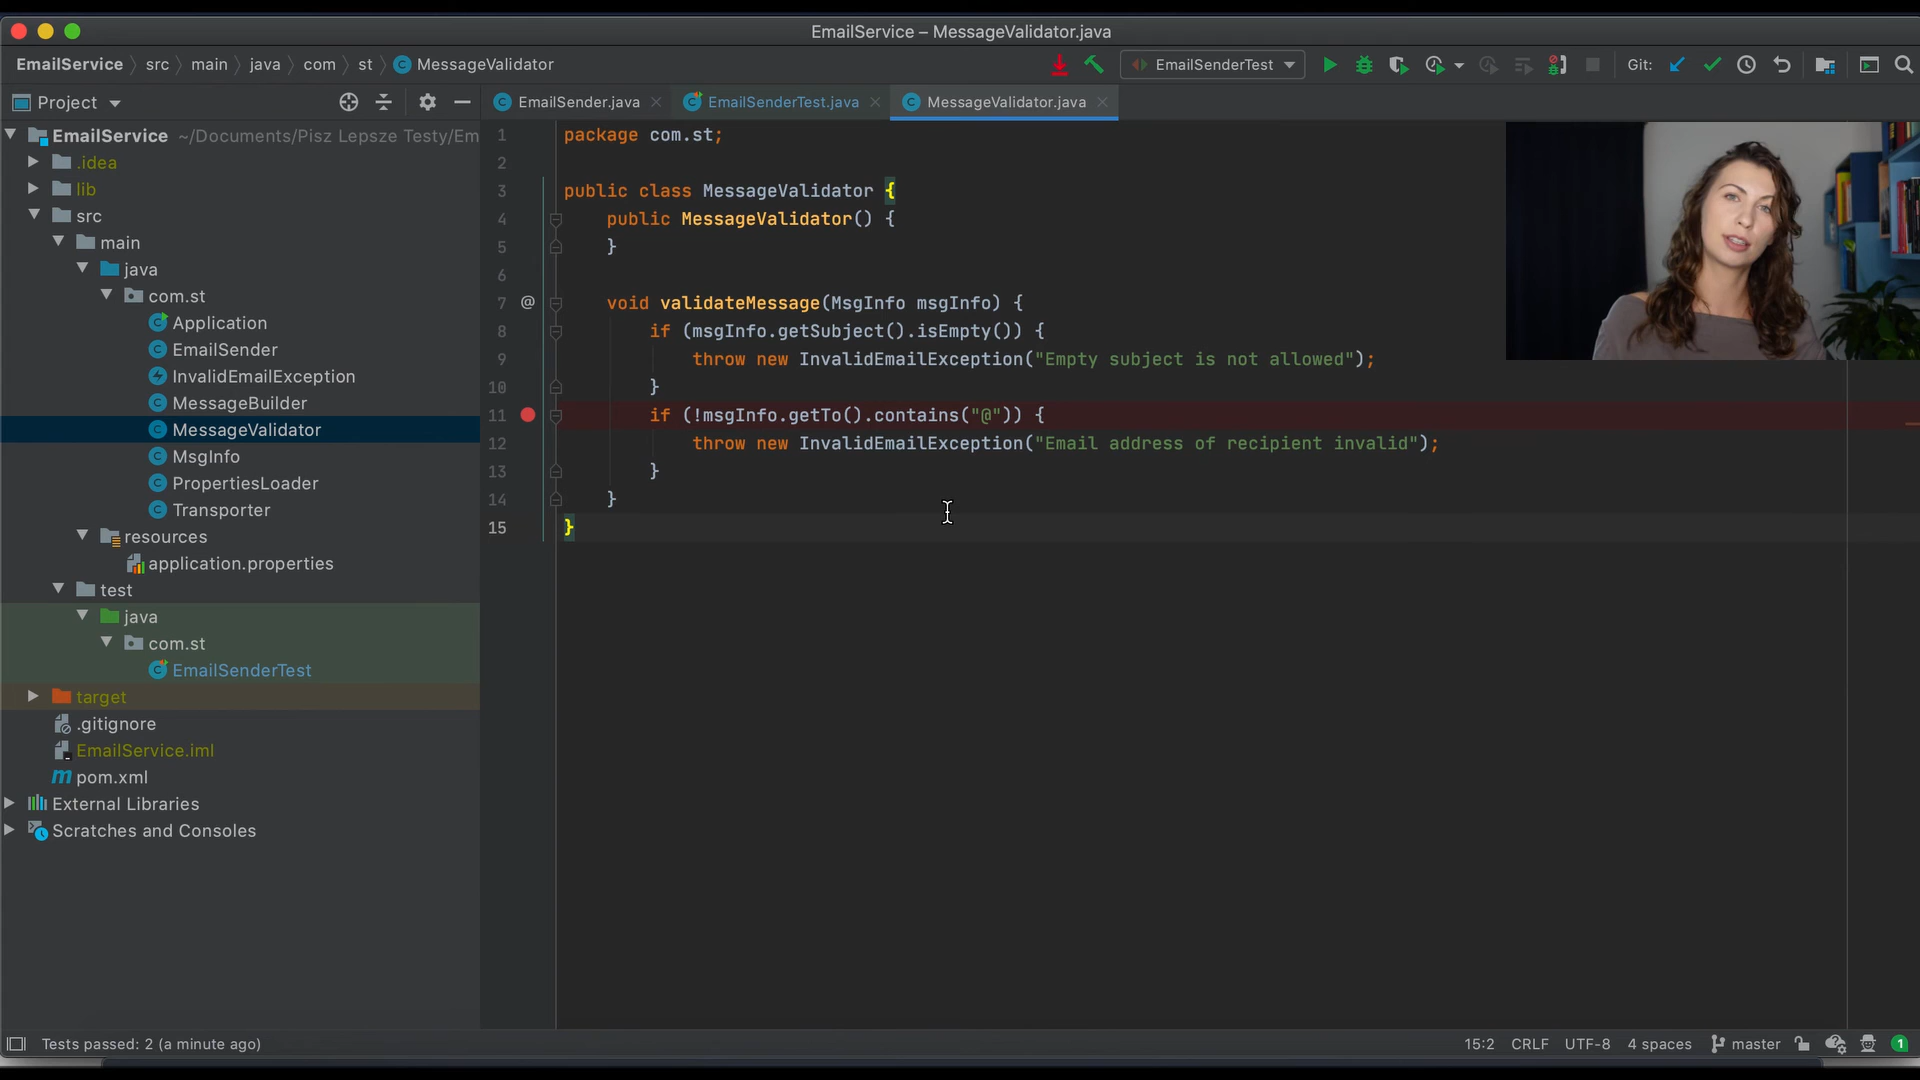 EmailService – MessageValidator.java
EmailService src main java com st MessageValidator
EmailSenderTest
Git:
Project
EmailSender.java
EmailSenderTest.java
MessageValidator.java
EmailService ~/Documents/Pisz Lepsze Testy/Em
.idea
lib
src
main
java
com.st
Application
EmailSender
InvalidEmailException
MessageBuilder
MessageValidator
MsgInfo
PropertiesLoader
Transporter
resources
application.properties
test
java
com.st
EmailSenderTest
target
.gitignore
EmailService.iml
pom.xml
External Libraries
Scratches and Consoles
1 package com.st;
2
3 public class MessageValidator {
4 public MessageValidator() {
5 }
6
7 @ void validateMessage(MsgInfo msgInfo) {
8 if (msgInfo.getSubject().isEmpty()) {
9 throw new InvalidEmailException("Empty subject is not allowed");
10 }
11 if (!msgInfo.getTo().contains("@")) {
12 throw new InvalidEmailException("Email address of recipient invalid");
13 }
14 }
15 }
Tests passed: 2 (a minute ago)
15:2 CRLF UTF-8 4 spaces master 1